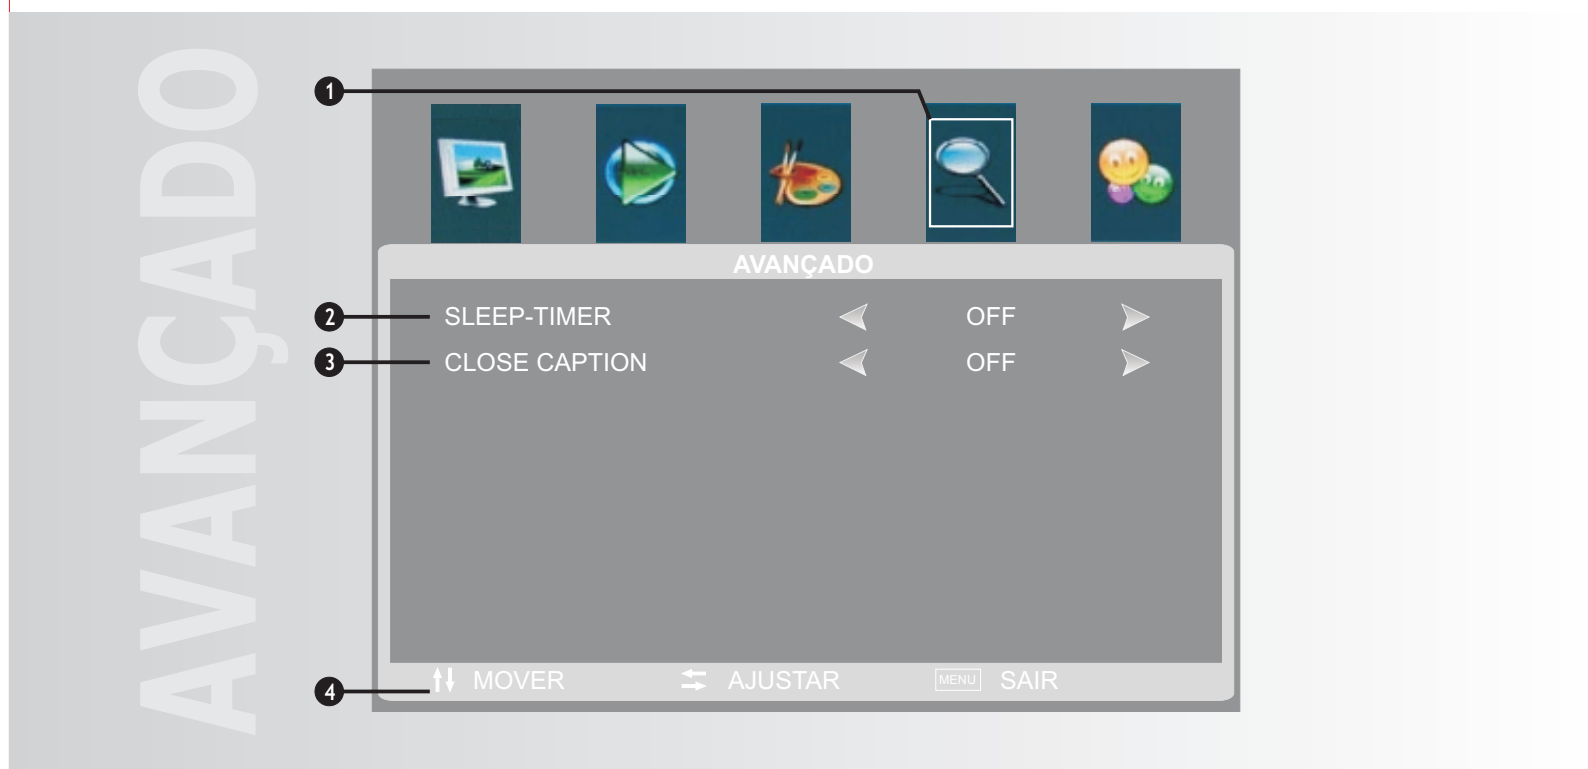 AVANÇADO
1
AVANÇADO
2 SLEEP-TIMER OFF
3 CLOSE CAPTION OFF
4 MOVER AJUSTAR MENU SAIR